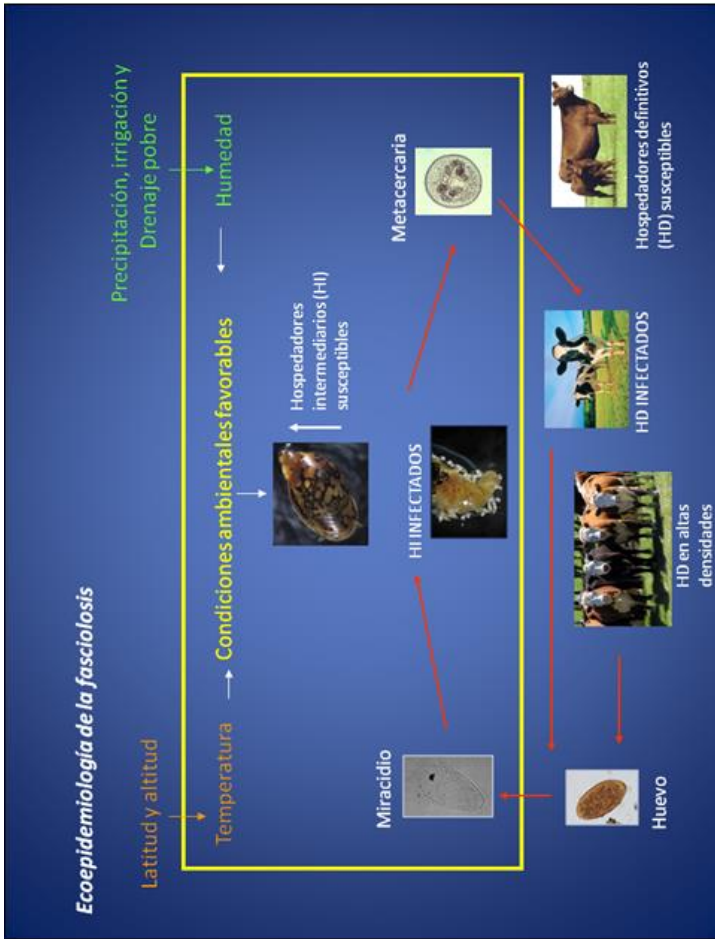 Ecoepidemiología de la fasciolosis
Latitud y altitud
Precipitación, irrigación y
Drenaje pobre
Temperatura
Humedad
Condiciones ambientales favorables
Hospedadores
intermediarios (HI)
susceptibles
Miracidio
HI INFECTADOS
Metacercaria
Huevo
HD en altas
densidades
HD INFECTADOS
Hospedadores definitivos
(HD) susceptibles